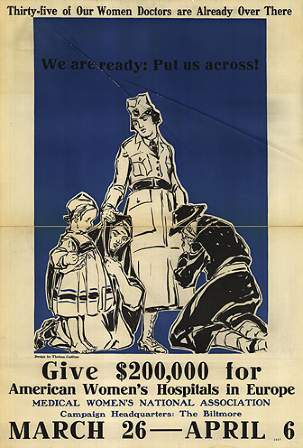 Thirty-five of Our Women Doctors are Already Over There
We are ready: Put us across!
Give $200,000 for
American Women's Hospitals in Europe
MEDICAL WOMEN'S NATIONAL ASSOCIATION
Campaign Headquarters: The Biltmore
MARCH 26—APRIL 6